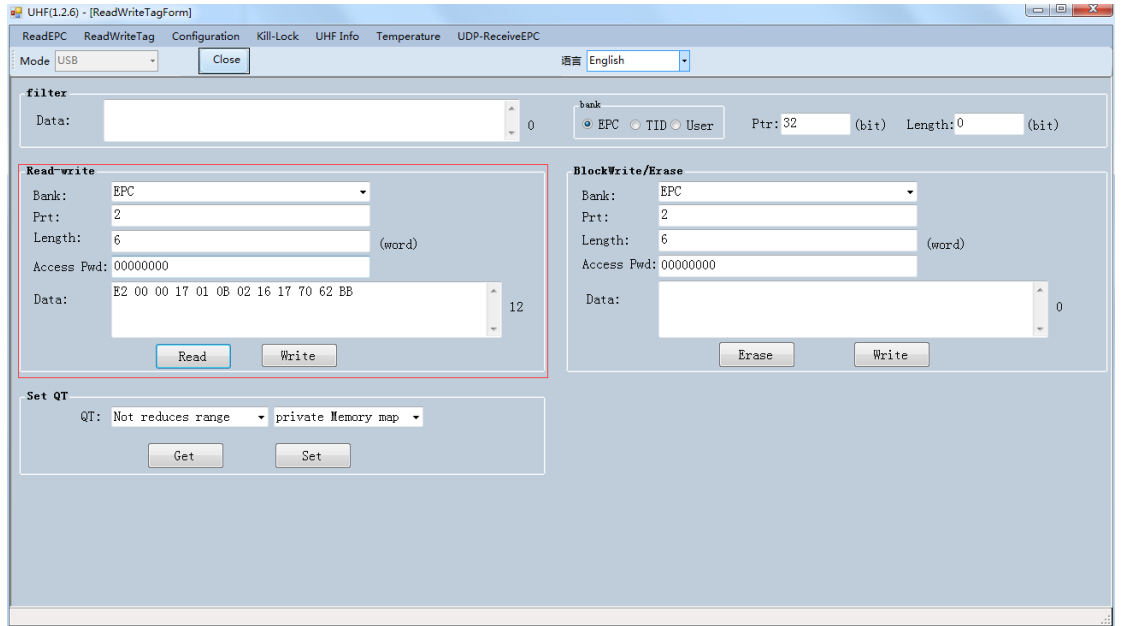 UHF(1.2.6) - [ReadWriteTagForm]
ReadEPC ReadWriteTag Configuration Kill-Lock UHF Info Temperature UDP-ReceiveEPC
Mode USB Close 语言 English
filter
Data: 0
bank
EPC TID User Ptr: 32 (bit) Length: 0 (bit)
Read-write
Bank: EPC
Prt: 2
Length: 6 (word)
Access Pwd: 00000000
Data: E2 00 00 17 01 0B 02 16 17 70 62 BB 12
Read Write
BlockWrite/Erase
Bank: EPC
Prt: 2
Length: 6 (word)
Access Pwd: 00000000
Data: 0
Erase Write
Set QT
QT: Not reduces range private Memory map
Get Set